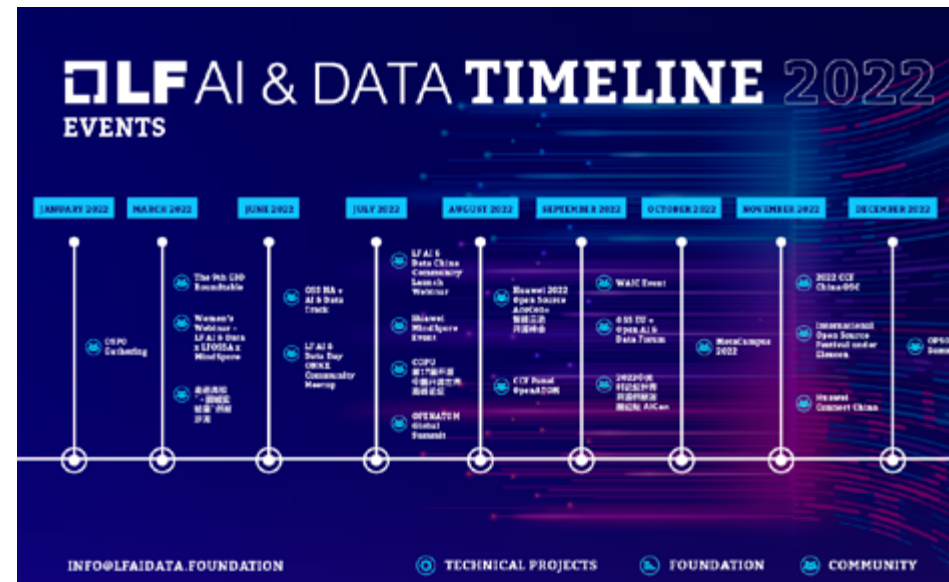 LF AI & DATA TIMELINE 2022
EVENTS
JANUARY 2022
MARCH 2022
JUNE 2022
JULY 2022
AUGUST 2022
SEPTEMBER 2022
OCTOBER 2022
NOVEMBER 2022
DECEMBER 2022
OSPO
Gathering
The 9th
Roundtable
Women's
Webinar -
LF AI & Data
x LFOSSA x
MindSpore
OSS NA +
AI & Data
Track
LF AI &
Data Day
ONNX
Community
Meetup
LF AI &
Data China
Community
Launch
Webinar
Huawei
MindSpore
Event
COPU
OPENATOM
Global
Summit
Huawei 2022
Open Source
CCF Panel
OpenATOM
WAIC Event
OSS EU +
Open AI &
Data Forum
AICon
MetaCampus
2022
2022 CCF
China OSC
International
Open Source
Festival under
Huawei
Connect China
INFO@LFAIDATA.FOUNDATION
TECHNICAL PROJECTS
FOUNDATION
COMMUNITY